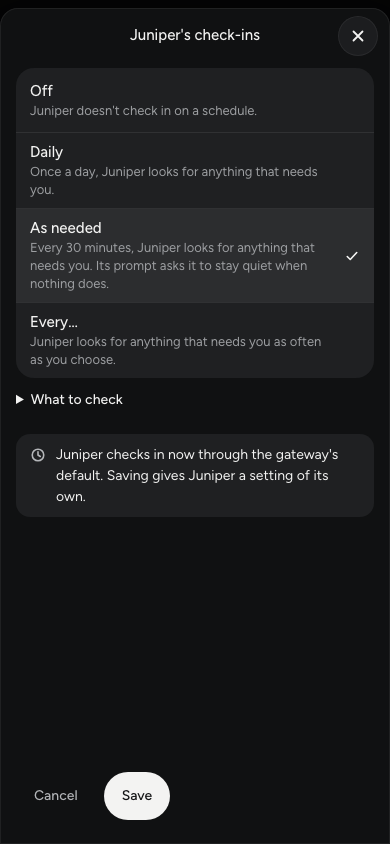 Juniper's check-ins
Off
Juniper doesn't check in on a schedule.
Daily
Once a day, Juniper looks for anything that needs
you.
As needed
Every 30 minutes, Juniper looks for anything that
needs you. Its prompt asks it to stay quiet when
nothing does.
Every...
Juniper looks for anything that needs you as often
as you choose.
What to check
Juniper checks in now through the gateway's
default. Saving gives Juniper a setting of its
own.
Cancel
Save